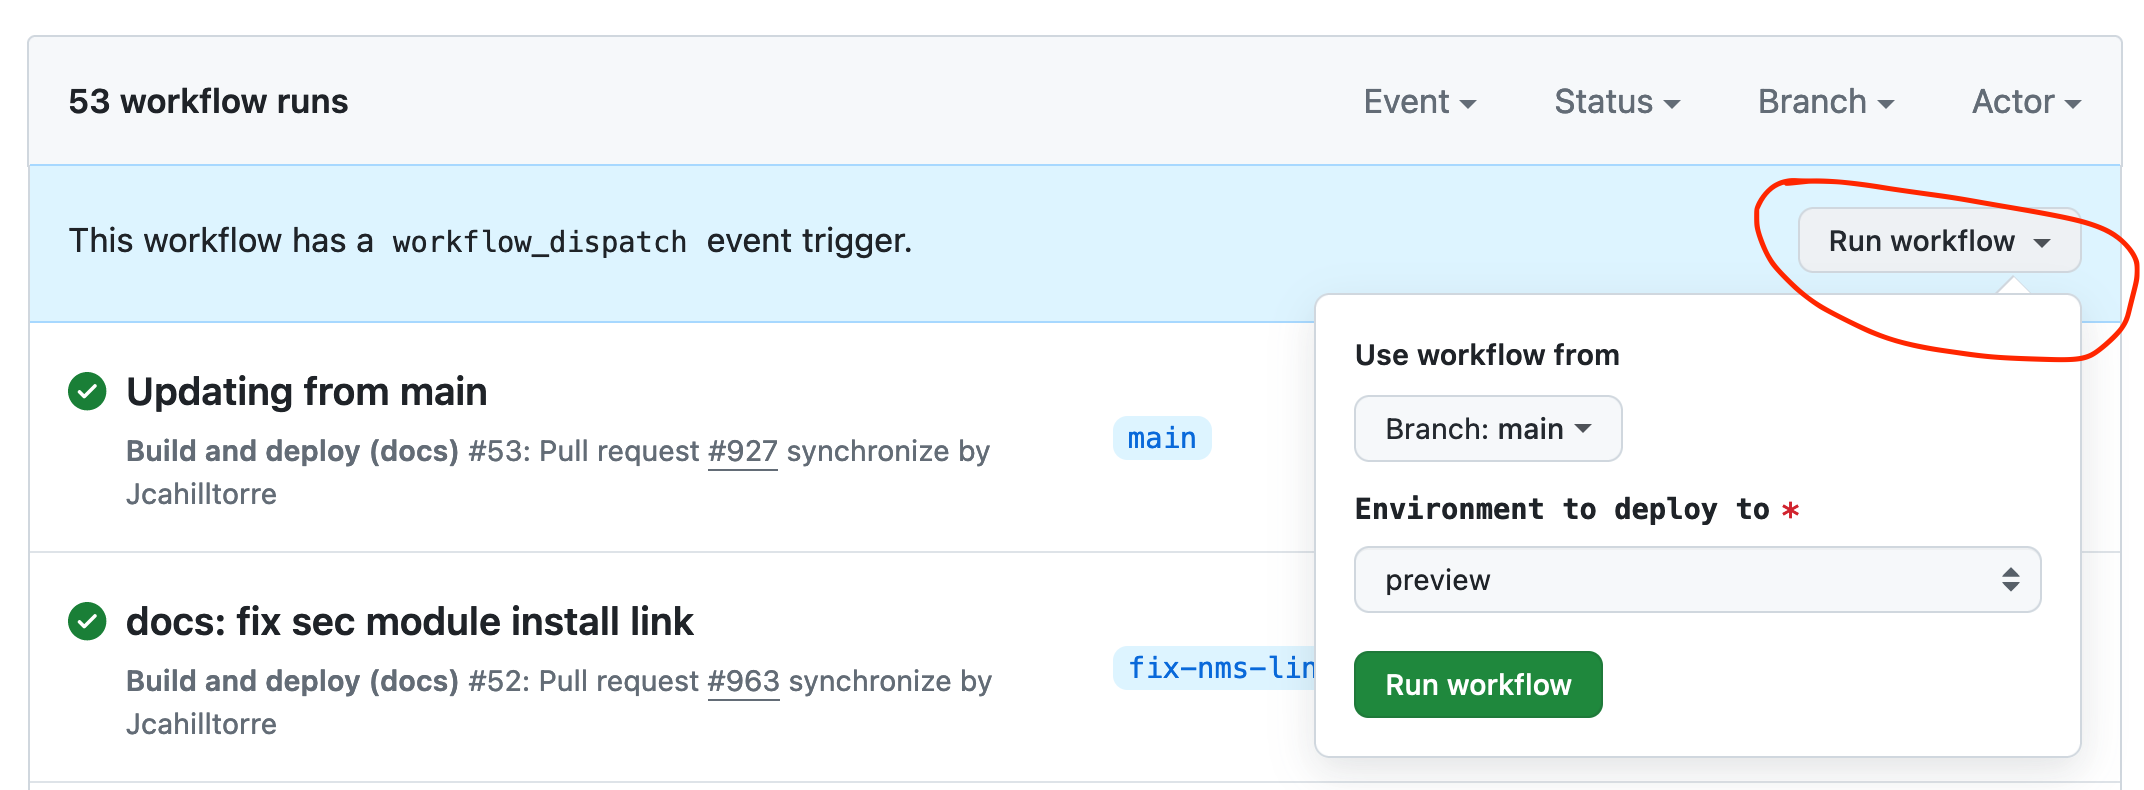 53 workflow runs
Event
Status
Branch
Actor
This workflow has a workflow_dispatch event trigger.
Run workflow
Updating from main
Build and deploy (docs) #53: Pull request #927 synchronize by
Jcahilltorre
main
docs: fix sec module install link
Build and deploy (docs) #52: Pull request #963 synchronize by
Jcahilltorre
fix-nms-lin
Use workflow from
Branch: main
Environment to deploy to *
preview
Run workflow